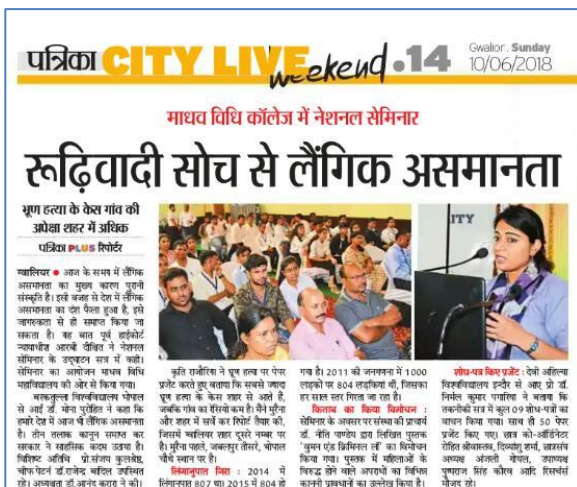 पत्रिका CITY LIVE weekend .14
Gwalior. Sunday
10/06/2018
माधव विधि कॉलेज में नेशनल सेमिनार
रूढ़िवादी सोच से लैंगिक असमानता
भ्रूण हत्या के केस गांव की
अपेक्षा शहर में अधिक
पत्रिका PLUS रिपोर्टर
ग्वालियर ● आज के समय में लैंगिक
असमानता का मुख्य कारण पुरानी
संस्कृति है। इसी वजह से देश में लैंगिक
असमानता का दंश फैला हुआ है, इसे
जागरुकता से ही समाप्त किया जा
सकता है। यह बात पूर्व हाईकोर्ट
न्यायाधीश आरबी दीक्षित ने नेशनल
सेमिनार के उद्घाटन सत्र में कही।
सेमिनार का आयोजन माधव विधि
महाविद्यालय की ओर से किया गया।
बरकतुल्ला विश्वविद्यालय भोपाल
से आई डॉ. मोना पुरोहित ने कहा कि
हमारे देश में आज भी लैंगिक असमानता
है। तीन तलाक कानून समाप्त कर
सरकार ने साहसिक कदम उठाया है।
विशिष्ट अतिथि प्रो.संजय कुलश्रेष्ठ,
चीफ पेटर्न डॉ.राजेन्द्र बांदिल उपस्थित
रहे। अध्यक्षता डॉ.आनंद कराड़ ने की।
कृति राजौरिया ने भ्रूण हत्या पर पेपर
प्रजेंट करते हुए बताया कि सबसे ज्यादा
भ्रूण हत्या के केस शहर से आते हैं,
जबकि गांव का रेसियो कम है। मैंने मुरैना
और शहर में सर्वे कर रिपोर्ट तैयार की,
जिसमें ग्वालियर शहर दूसरे नम्बर पर
है। मुरैना पहले, जबलपुर तीसरे, भोपाल
चौथे स्थान पर है।
लिंगानुपात गिरा : 2014 में
लिंगानुपात 807 था। 2015 में 804 हो
गया है। 2011 की जनगणना में 1000
लड़कों पर 804 लड़कियां थीं, जिसका
हर साल स्तर गिरता जा रहा है।
किताब का किया विमोचन :
सेमिनार के अवसर पर संस्था की प्राचार्य
डॉ. नीति पाण्डेय द्वारा लिखित पुस्तक
'वूमन एंड क्रिमिनल लॉ' का विमोचन
किया गया। पुस्तक में महिलाओं के
विरुद्ध होने वाले अपराधों का विभिन्न
कानूनी प्रावधानों का उल्लेख किया है।
ITY
शोध-पत्र किए प्रजेंट : देवी अहिल्या
विश्वविद्यालय इन्दौर से आए प्रो डॉ.
निर्मल कुमार पगारिया ने बताया कि
तकनीकी सत्र में कुल 09 शोध-पत्रों का
वाचन किया गया। साथ ही 50 पेपर
प्रजेंट किए गए। छात्र को-ऑर्डिनेटर
रोहित श्रीवास्तव, दिव्यांग शर्मा, छात्रसंघ
अध्यक्ष अंजली गोयल, उपाध्यक्ष
पुष्पराज सिंह कौरव आदि रिसर्चर्स
मौजूद रहे।